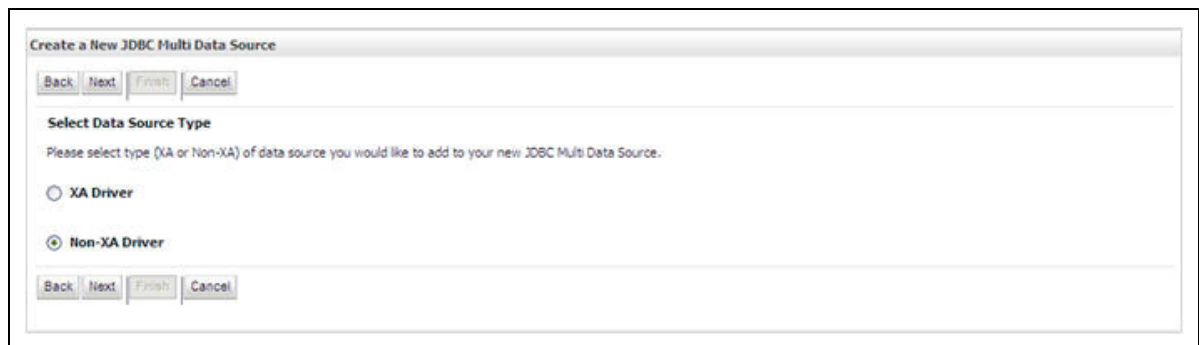 Create a New JDBC Multi Data Source
Back Next Finish Cancel
Select Data Source Type
Please select type (XA or Non-XA) of data source you would like to add to your new JDBC Multi Data Source.
XA Driver
Non-XA Driver
Back Next Finish Cancel